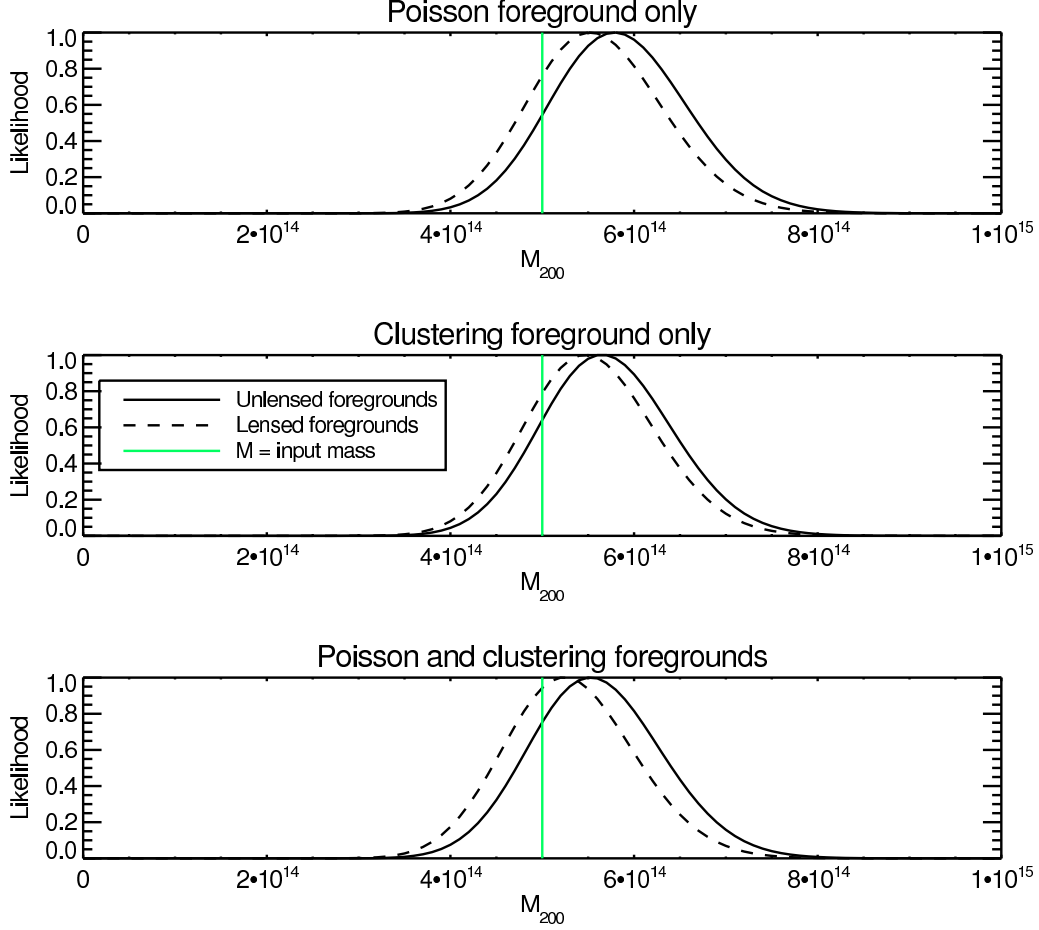 Poisson foreground only
1.0
0.8
0.6
0.4
0.2
0.0
Likelihood
0 2•10^14 4•10^14 6•10^14 8•10^14 1•10^15
M_200
Clustering foreground only
1.0
0.8
0.6
0.4
0.2
0.0
Likelihood
Unlensed foregrounds
Lensed foregrounds
M = input mass
0 2•10^14 4•10^14 6•10^14 8•10^14 1•10^15
M_200
Poisson and clustering foregrounds
1.0
0.8
0.6
0.4
0.2
0.0
Likelihood
0 2•10^14 4•10^14 6•10^14 8•10^14 1•10^15
M_200